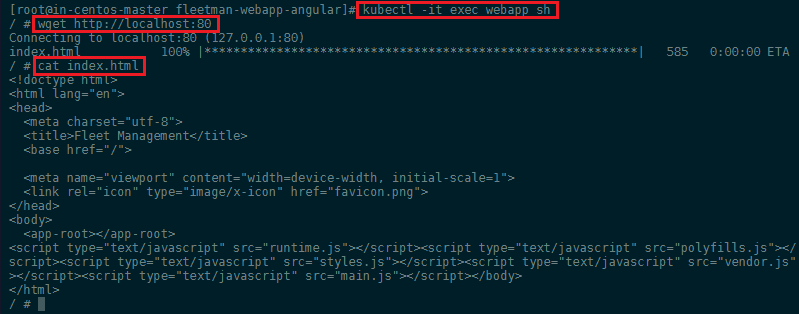 [root@in-centos-master fleetman-webapp-angular]# kubectl -it exec webapp sh
/ # wget http://localhost:80
Connecting to localhost:80 (127.0.0.1:80)
index.html           100% |************************************************************| 585   0:00:00 ETA
/ # cat index.html
<!doctype html>
<html lang="en">
<head>
  <meta charset="utf-8">
  <title>Fleet Management</title>
  <base href="/">

  <meta name="viewport" content="width=device-width, initial-scale=1">
  <link rel="icon" type="image/x-icon" href="favicon.png">
</head>
<body>
  <app-root></app-root>
<script type="text/javascript" src="runtime.js"></script><script type="text/javascript" src="polyfills.js"></
script><script type="text/javascript" src="styles.js"></script><script type="text/javascript" src="vendor.js"
></script><script type="text/javascript" src="main.js"></script></body>
</html>
/ #